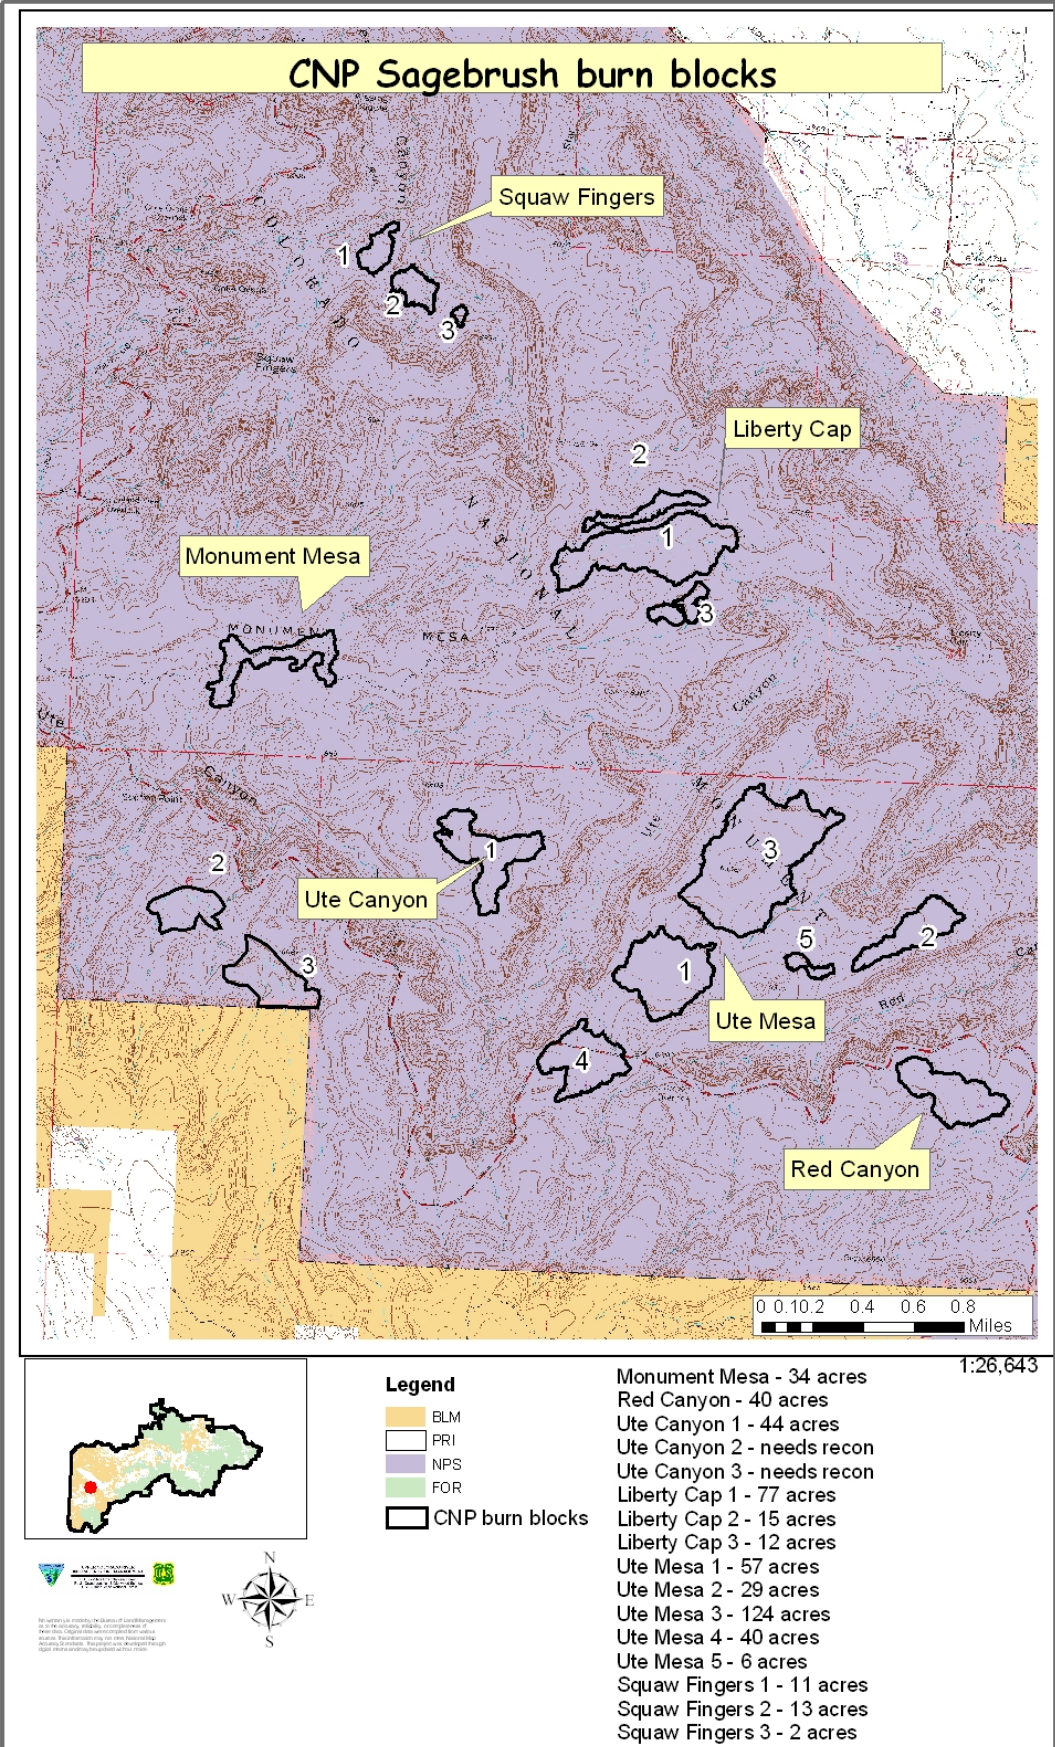 CNP Sagebrush burn blocks
Canyon
Squaw Fingers
1
COLORADO
2
3
Squaw
Fingers
Liberty Cap
2
NATIONAL
1
Monument Mesa
3
MONUMENT
MESA
Liberty
Canyon
Ute
Canyon
MONUMENT
Ute
3
1
2
Ute Canyon
2
5
3
1
Red
Ute Mesa
4
Red Canyon
0 0.10.2 0.4 0.6 0.8
Miles
1:26,643
Legend
BLM
PRI
NPS
FOR
CNP burn blocks
N
W
E
S
Monument Mesa - 34 acres
Red Canyon - 40 acres
Ute Canyon 1 - 44 acres
Ute Canyon 2 - needs recon
Ute Canyon 3 - needs recon
Liberty Cap 1 - 77 acres
Liberty Cap 2 - 15 acres
Liberty Cap 3 - 12 acres
Ute Mesa 1 - 57 acres
Ute Mesa 2 - 29 acres
Ute Mesa 3 - 124 acres
Ute Mesa 4 - 40 acres
Ute Mesa 5 - 6 acres
Squaw Fingers 1 - 11 acres
Squaw Fingers 2 - 13 acres
Squaw Fingers 3 - 2 acres